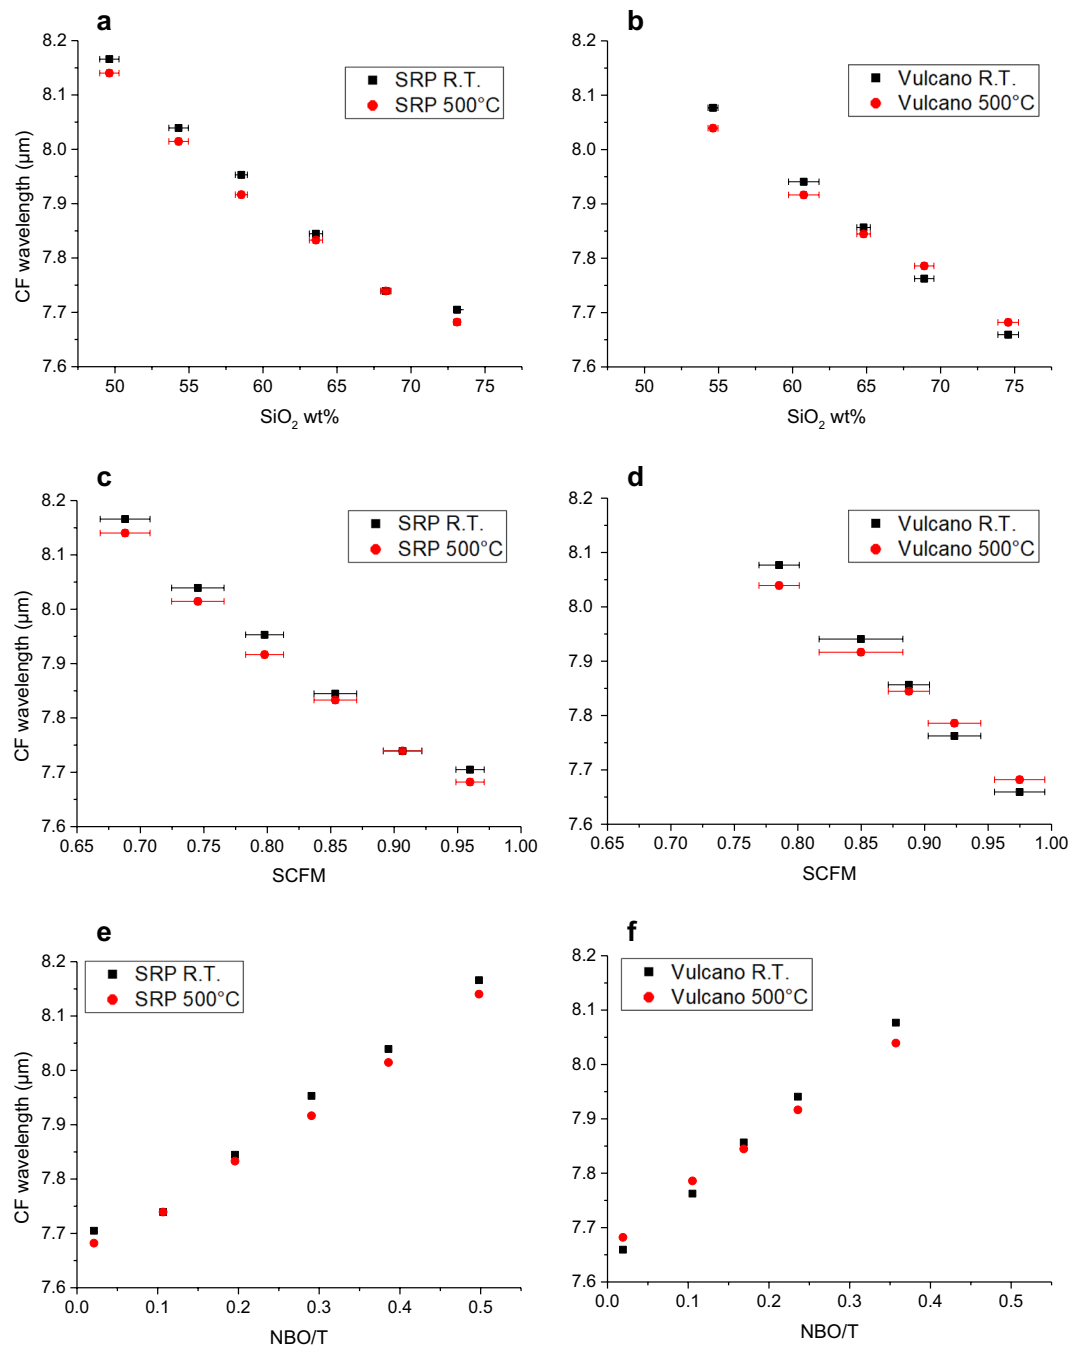 a
8.2
8.1
8.0
7.9
7.8
7.7
7.6
CF wavelength (µm)
SRP R.T.
SRP 500°C
50 55 60 65 70 75
SiO2 wt%
b
8.2
8.1
8.0
7.9
7.8
7.7
7.6
Vulcano R.T.
Vulcano 500°C
50 55 60 65 70 75
SiO2 wt%
c
8.2
8.1
8.0
7.9
7.8
7.7
7.6
CF wavelength (µm)
SRP R.T.
SRP 500°C
0.65 0.70 0.75 0.80 0.85 0.90 0.95 1.00
SCFM
d
8.2
8.1
8.0
7.9
7.8
7.7
7.6
Vulcano R.T.
Vulcano 500°C
0.65 0.70 0.75 0.80 0.85 0.90 0.95 1.00
SCFM
e
8.2
8.1
8.0
7.9
7.8
7.7
7.6
CF wavelength (µm)
SRP R.T.
SRP 500°C
0.0 0.1 0.2 0.3 0.4 0.5
NBO/T
f
8.2
8.1
8.0
7.9
7.8
7.7
7.6
Vulcano R.T.
Vulcano 500°C
0.0 0.1 0.2 0.3 0.4 0.5
NBO/T